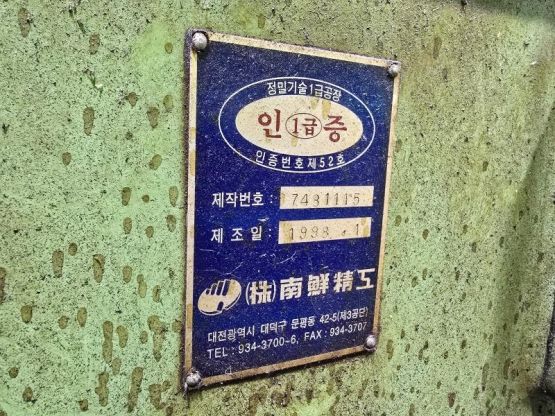 정밀기술1급공장
인 1급 증
인증번호제52호
제작번호: 7481115
제조일: 1998. 1
(株)南鮮精工
대전광역시 대덕구 문평동 42-5(제3공단)
TEL: 934-3700~6, FAX: 934-3707